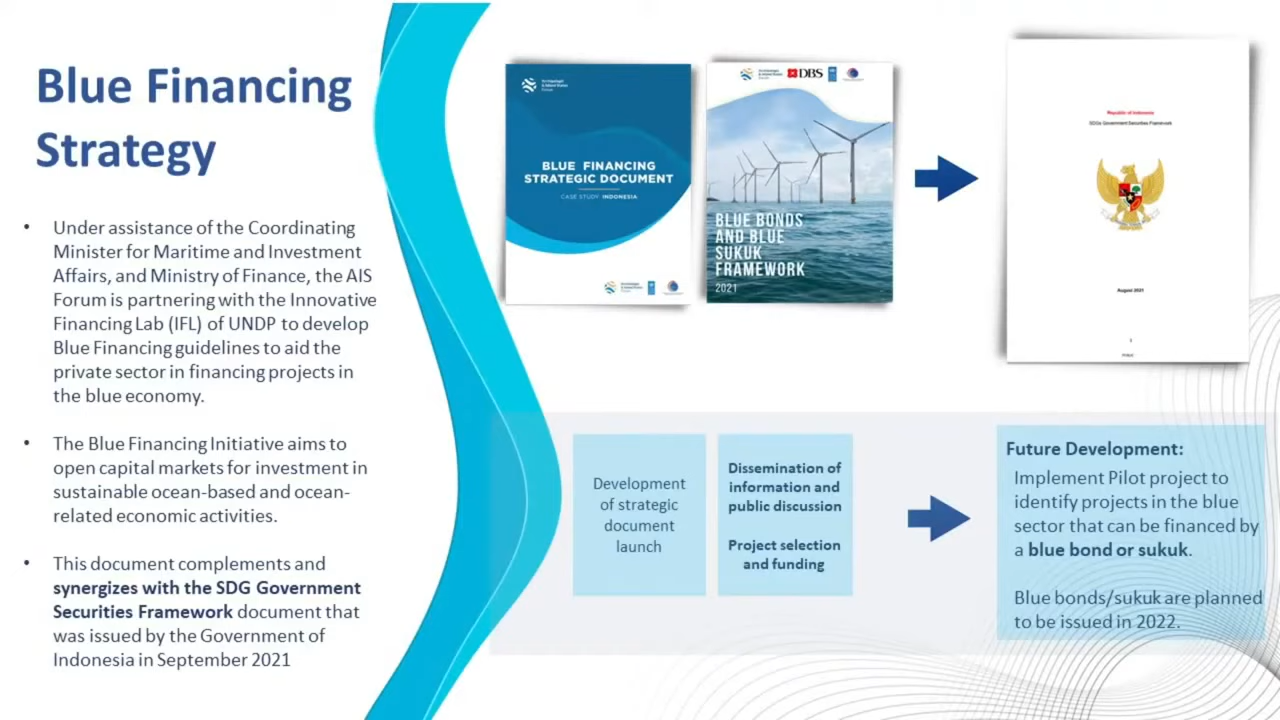 Blue Financing
Strategy
• Under assistance of the Coordinating
Minister for Maritime and Investment
Affairs, and Ministry of Finance, the AIS
Forum is partnering with the Innovative
Financing Lab (IFL) of UNDP to develop
Blue Financing guidelines to aid the
private sector in financing projects in
the blue economy.
• The Blue Financing Initiative aims to
open capital markets for investment in
sustainable ocean-based and ocean-
related economic activities.
• This document complements and
synergizes with the SDG Government
Securities Framework document that
was issued by the Government of
Indonesia in September 2021
Archipelagic
& Island States
Forum
BLUE FINANCING
STRATEGIC DOCUMENT
CASE STUDY INDONESIA
DBS
BLUE BONDS
AND BLUE
SUKUK
FRAMEWORK
2021
Republic of Indonesia
SDGs Government Securities Framework
August 2021
1
Development
of strategic
document
launch
Dissemination of
information and
public discussion
Project selection
and funding
Future Development:
Implement Pilot project to
identify projects in the blue
sector that can be financed by
a blue bond or sukuk.
Blue bonds/sukuk are planned
to be issued in 2022.